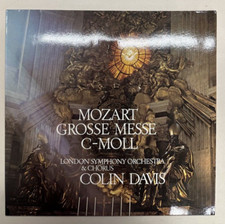 MOZART
GROSSE MESSE
C-MOLL
LONDON SYMPHONY ORCHESTRA
& CHORUS
COLIN DAVIS